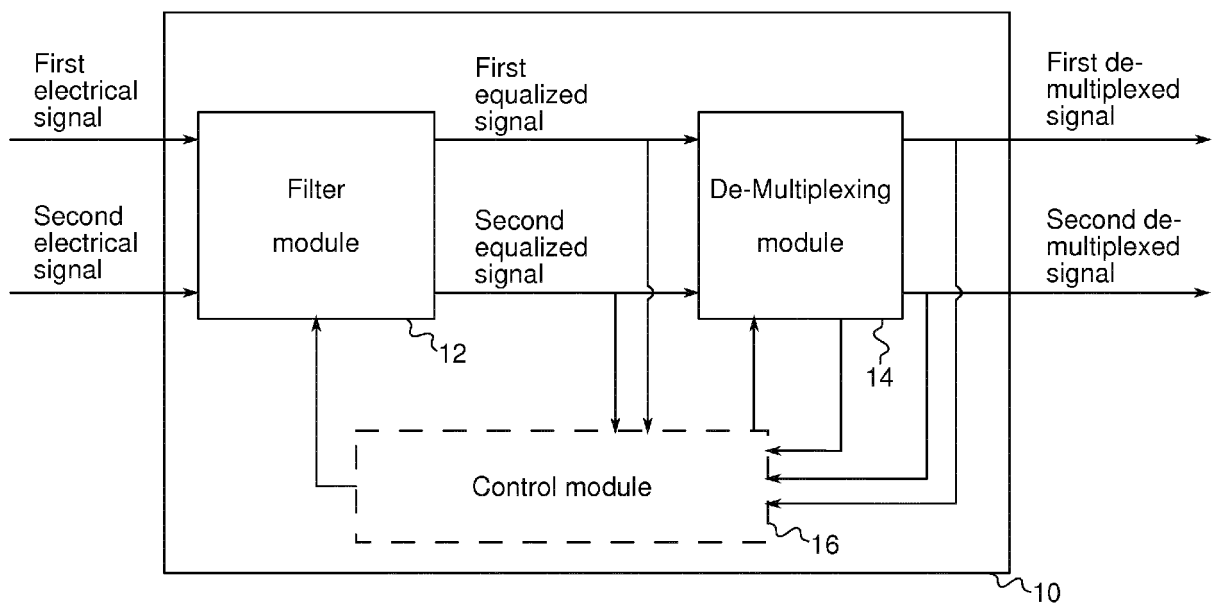 First
electrical
signal
First
equalized
signal
First de-
multiplexed
signal
Filter
module
De-Multiplexing
module
Second
electrical
signal
Second
equalized
signal
Second de-
multiplexed
signal
12
14
Control module
16
10